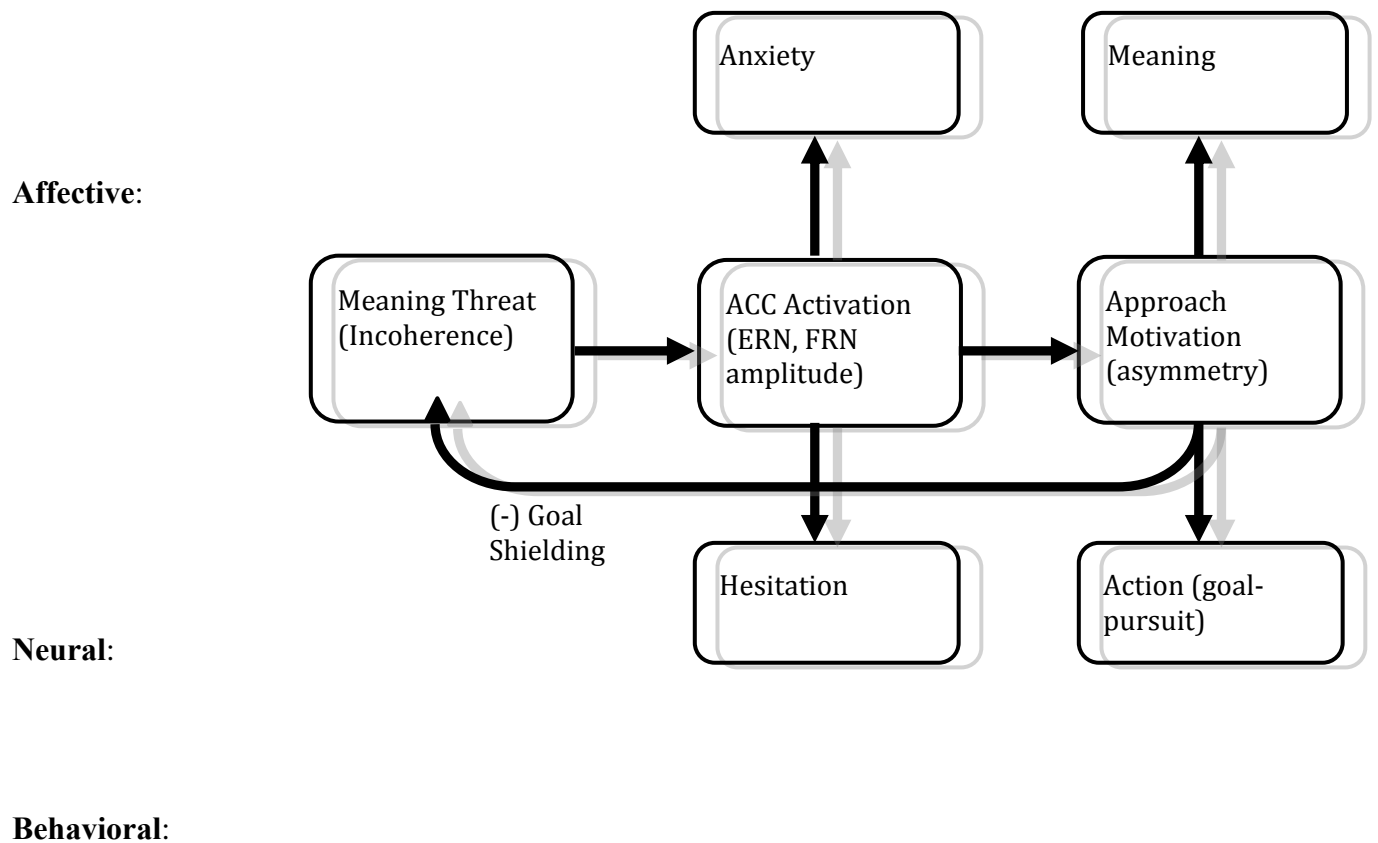 Anxiety
Meaning
Affective:
Meaning Threat
(Incoherence)
ACC Activation
(ERN, FRN
amplitude)
Approach
Motivation
(asymmetry)
(-) Goal
Shielding
Hesitation
Action (goal-
pursuit)
Neural:
Behavioral: